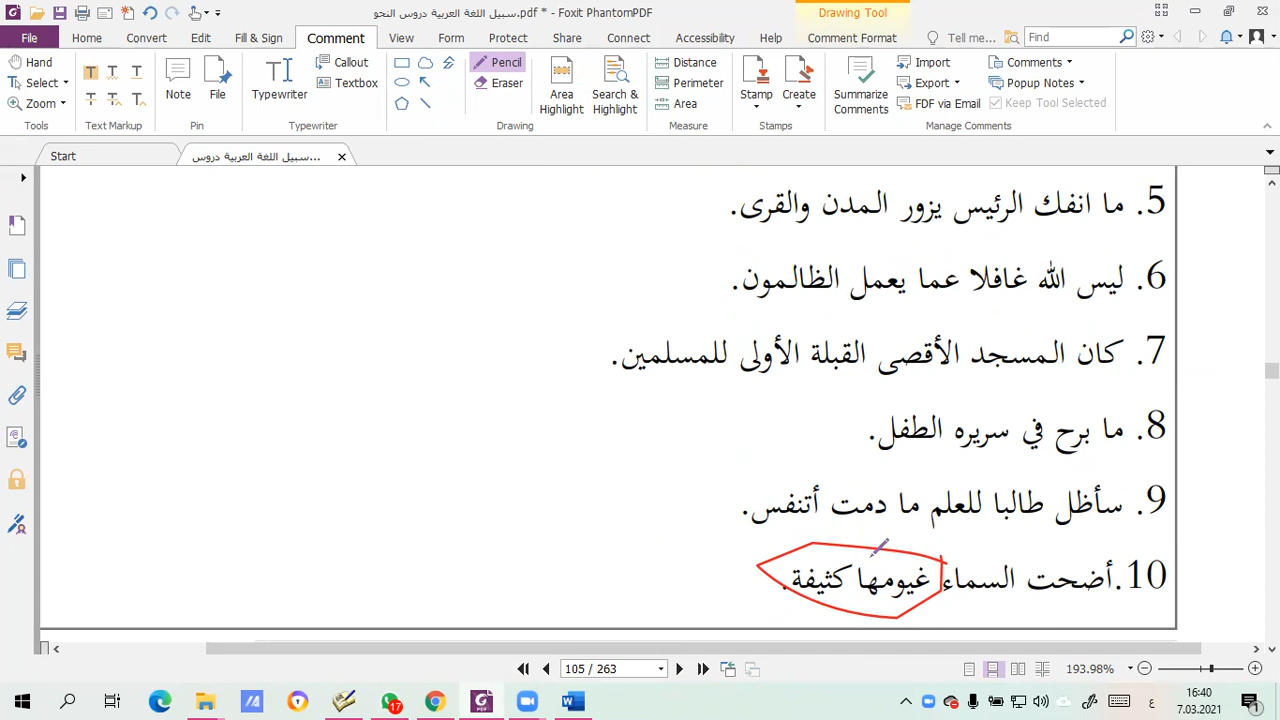 سبيل اللغة العربية دروس النحو.pdf * - Foxit PhantomPDF
Drawing Tool
File Home Convert Edit Fill & Sign Comment View Form Protect Share Connect Accessibility Help Comment Format Tell me... Find
Hand Select Zoom Tools
Text Markup
Note File Pin
Typewriter Callout Textbox Typewriter
Pencil Eraser Area Highlight Search & Highlight Drawing
Distance Perimeter Area Measure
Stamp Create Stamps
Summarize Comments Import Export FDF via Email Comments Popup Notes Keep Tool Selected Manage Comments
Start
سبيل اللغة العربية دروس...
5. ما انفك الرئيس يزور المدن والقرى.
6. ليس الله غافلا عما يعمل الظالمون.
7. كان المسجد الأقصى القبلة الأولى للمسلمين.
8. ما برح في سريره الطفل.
9. سأظل طالبا للعلم ما دمت أتنفس.
10.أضحت السماء غيومها كثيفة.
105 / 263
193.98%
17
ع
16:40
7.03.2021
1